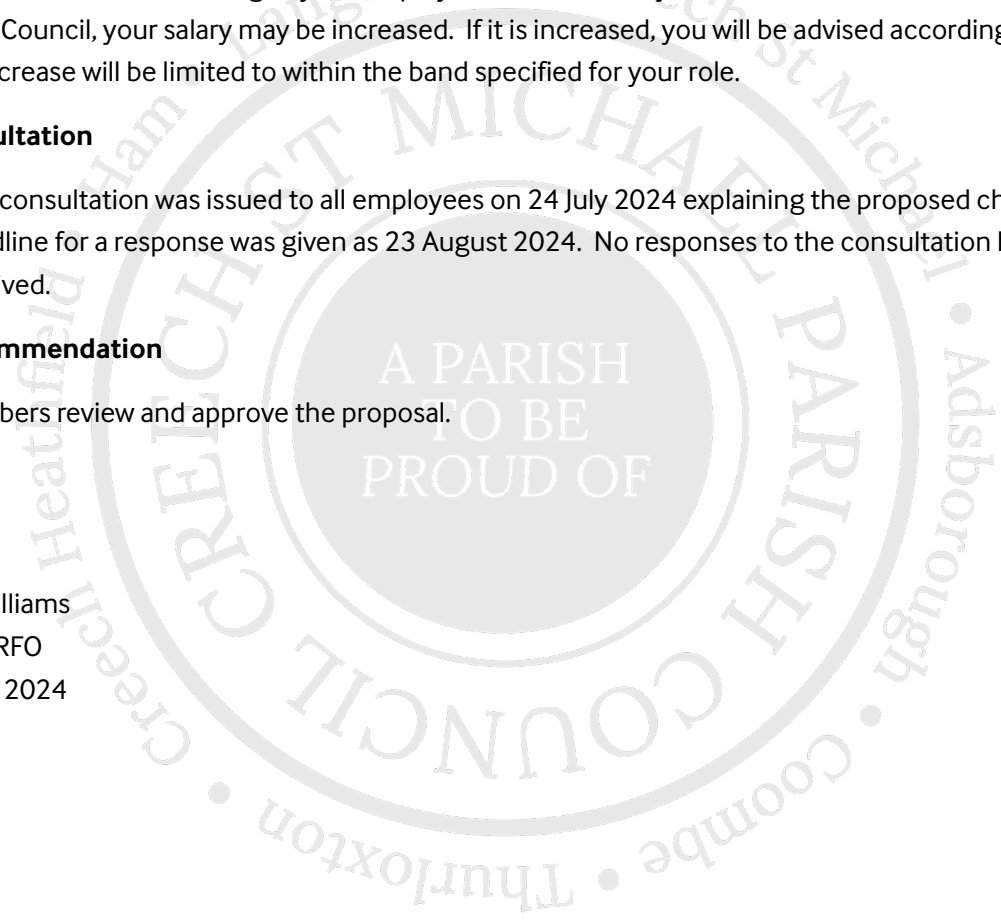 Council, your salary may be increased. If it is increased, you will be advised according
crease will be limited to within the band specified for your role.
ultation
consultation was issued to all employees on 24 July 2024 explaining the proposed ch
dline for a response was given as 23 August 2024. No responses to the consultation
ved.
mmendation
bers review and approve the proposal.
lliams
RFO
2024
CREECH ST MICHAEL PARISH COUNCIL
A PARISH
TO BE
PROUD OF
Creech Heathfield • Ham •
ch St Michael • Adsborough • Coombe • Thurloxton •